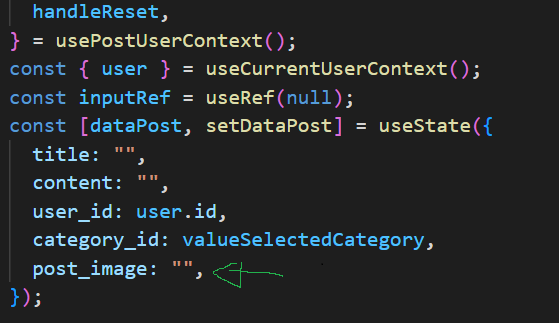 handleReset,
} = usePostUserContext();
const { user } = useCurrentUserContext();
const inputRef = useRef(null);
const [dataPost, setDataPost] = useState({
title: "",
content: "",
user_id: user.id,
category_id: valueSelectedCategory,
post_image: "",
});